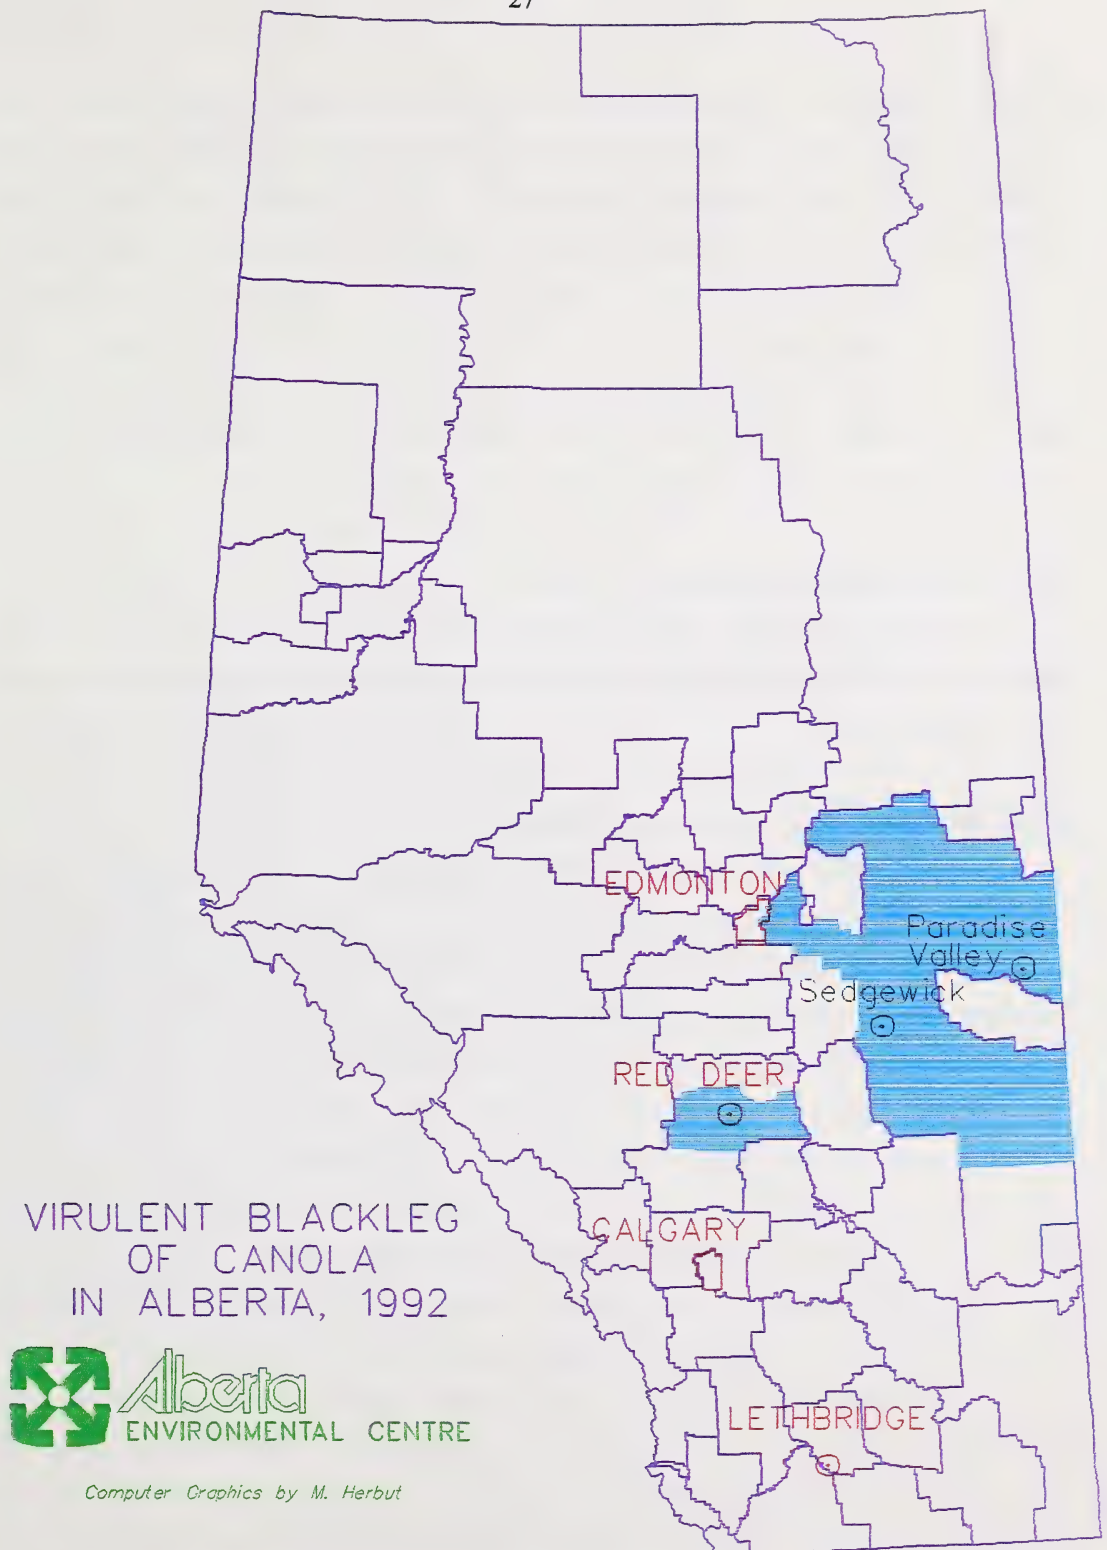 27
EDMONTON
Paradise
Valley
Sedgewick
RED DEER
CALGARY
LETHBRIDGE
VIRULENT BLACKLEG
OF CANOLA
IN ALBERTA, 1992
Alberta
ENVIRONMENTAL CENTRE
Computer Graphics by M. Herbut